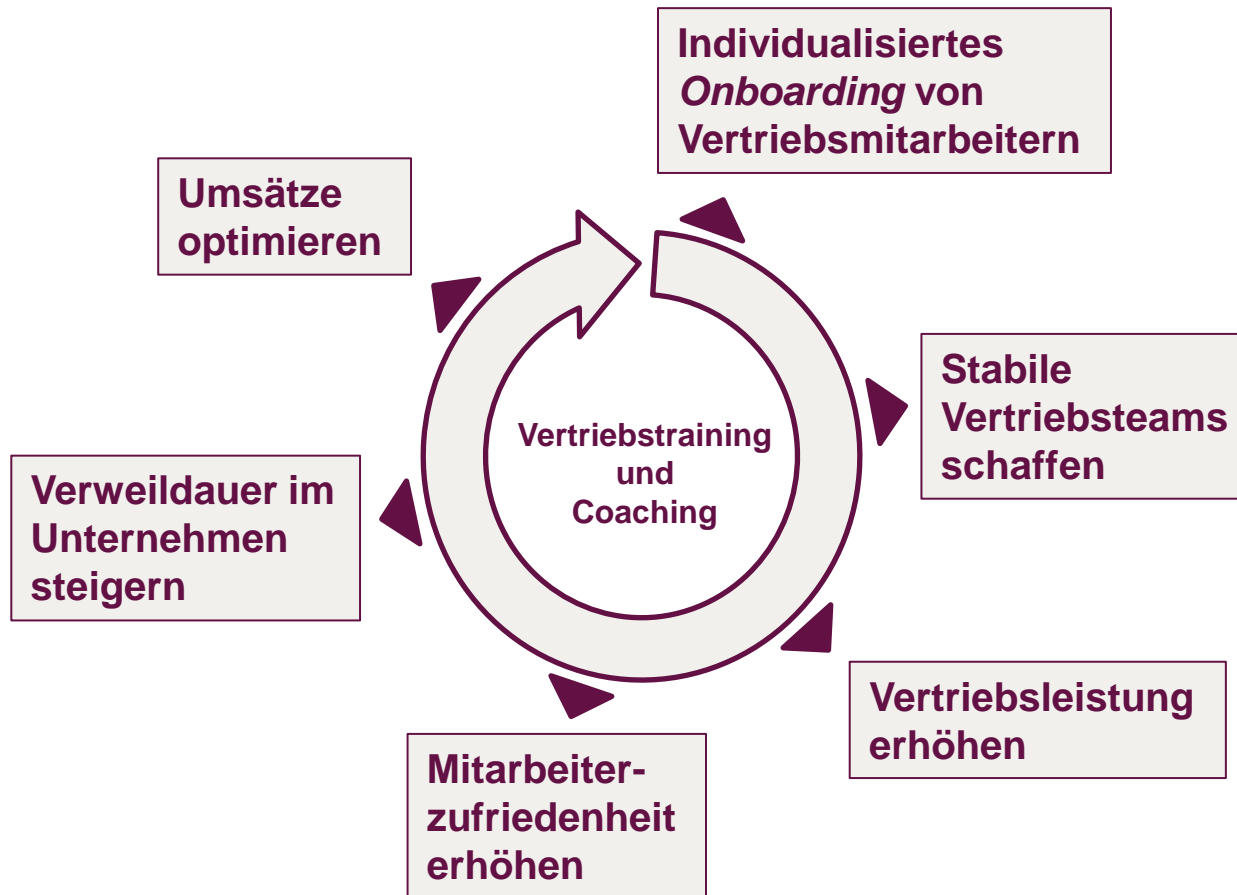 Individualisiertes
Onboarding von
Vertriebsmitarbeitern
Stabile
Vertriebsteams
schaffen
Vertriebsleistung
erhöhen
Mitarbeiter-
zufriedenheit
erhöhen
Verweildauer im
Unternehmen
steigern
Umsätze
optimieren
Vertriebstraining
und
Coaching